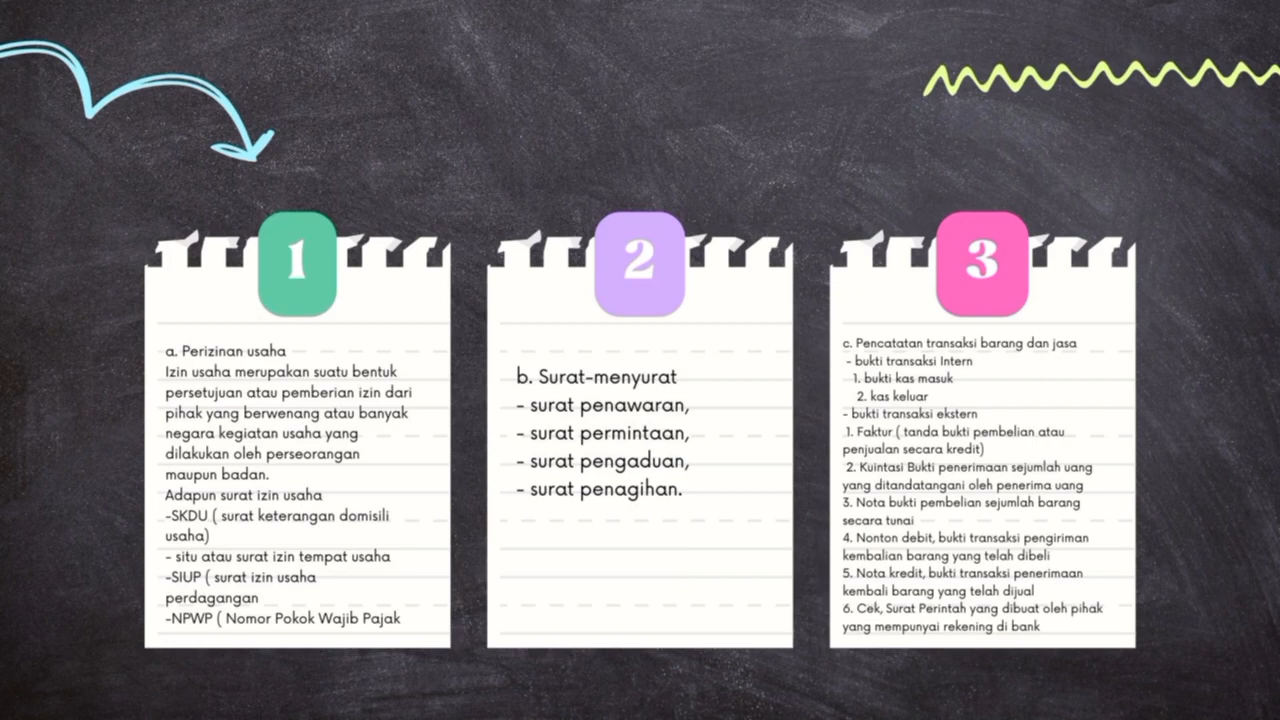 1
a. Perizinan usaha
Izin usaha merupakan suatu bentuk
persetujuan atau pemberian izin dari
pihak yang berwenang atau banyak
negara kegiatan usaha yang
dilakukan oleh perseorangan
maupun badan.
Adapun surat izin usaha
-SKDU ( surat keterangan domisili
usaha)
- situ atau surat izin tempat usaha
-SIUP ( surat izin usaha
perdagangan
-NPWP ( Nomor Pokok Wajib Pajak
2
b. Surat-menyurat
- surat penawaran,
- surat permintaan,
- surat pengaduan,
- surat penagihan.
3
c. Pencatatan transaksi barang dan jasa
- bukti transaksi Intern
1. bukti kas masuk
2. kas keluar
- bukti transaksi ekstern
1. Faktur ( tanda bukti pembelian atau
penjualan secara kredit)
2. Kuintasi Bukti penerimaan sejumlah uang
yang ditandatangani oleh penerima uang
3. Nota bukti pembelian sejumlah barang
secara tunai
4. Nonton debit, bukti transaksi pengiriman
kembalian barang yang telah dibeli
5. Nota kredit, bukti transaksi penerimaan
kembali barang yang telah dijual
6. Cek, Surat Perintah yang dibuat oleh pihak
yang mempunyai rekening di bank